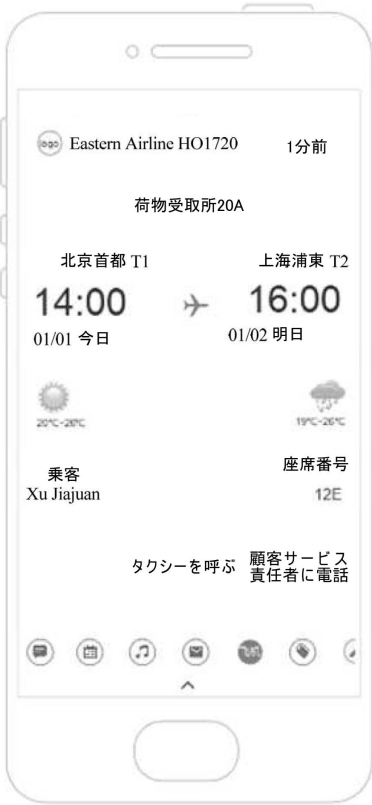 Eastern Airline HO1720 1分前
荷物受取所20A
北京首都 T1 上海浦東 T2
14:00 16:00
01/01 今日 01/02 明日
20℃-28℃ 19℃-26℃
乗客 座席番号
Xu Jiajuan 12E
タクシーを呼ぶ 顧客サービス
責任者に電話